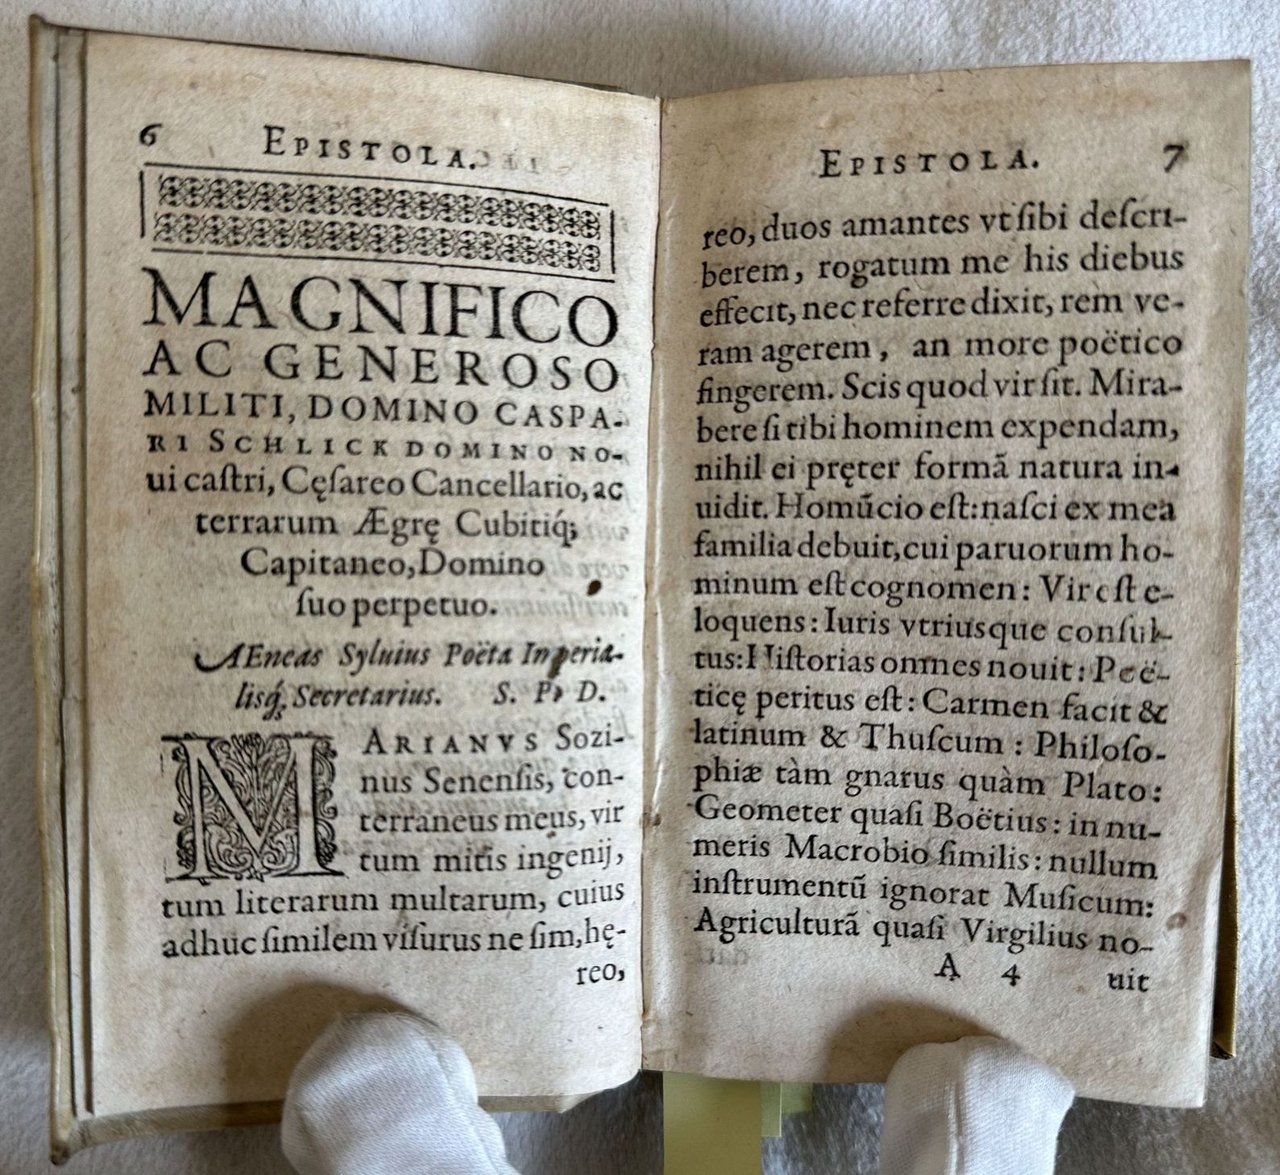 6 EPISTOLA.
MAGNIFICO
AC GENEROSO
MILITI, DOMINO CASPA-
RI SCHLICK DOMINO NO-
ui caſtri, Cęſareo Cancellario, ac
terrarum Ægrę Cubitiq́;
Capitaneo, Domino
ſuo perpetuo.
AEneas Syluius Poëta Imperia-
lisq́; Secretarius. S. P. D.
MARIANVS Sozi-
nus Senenſis, con-
terraneus meus, vir
tum mitis ingenij,
tum literarum multarum, cuius
adhuc ſimilem viſurus ne ſim, hę-
reo,
EPISTOLA. 7
reo, duos amantes vt ſibi deſcri-
berem, rogatum me his diebus
effecit, nec referre dixit, rem ve-
ram agerem, an more poëtico
fingerem. Scis quod vir ſit. Mira-
bere ſi tibi hominem expendam,
nihil ei pręter formã natura in-
uidit. Homũcio eſt: naſci ex mea
familia debuit, cui paruorum ho-
minum eſt cognomen: Vir eſt e-
loquens: Iuris vtriusque conſul-
tus: Hiſtorias omnes nouit: Poë-
ticę peritus eſt: Carmen facit &
latinum & Thuſcum: Philoſo-
phiæ tàm gnarus quàm Plato:
Geometer quaſi Boëtius: in nu-
meris Macrobio ſimilis: nullum
inſtrumentũ ignorat Muſicum:
Agriculturã quaſi Virgilius no-
A 4 uit